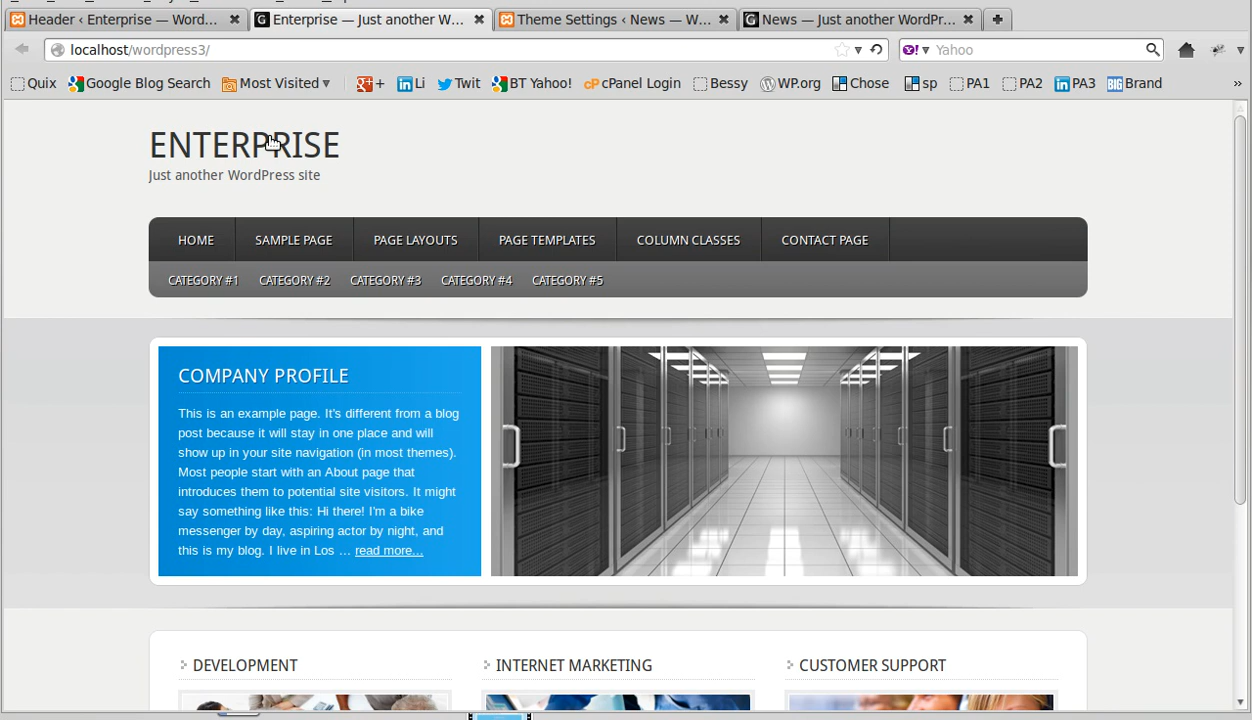 Header ‹ Enterprise — Word...
Enterprise — Just another W...
Theme Settings ‹ News — W...
News — Just another WordPr...
localhost/wordpress3/
Yahoo
Quix
Google Blog Search
Most Visited
Li
Twit
BT Yahoo!
cPanel Login
Bessy
WP.org
Chose
sp
PA1
PA2
PA3
BIG Brand
»
ENTERPRISE
Just another WordPress site
HOME
SAMPLE PAGE
PAGE LAYOUTS
PAGE TEMPLATES
COLUMN CLASSES
CONTACT PAGE
CATEGORY #1
CATEGORY #2
CATEGORY #3
CATEGORY #4
CATEGORY #5
COMPANY PROFILE
This is an example page. It's different from a blog
post because it will stay in one place and will
show up in your site navigation (in most themes).
Most people start with an About page that
introduces them to potential site visitors. It might
say something like this: Hi there! I'm a bike
messenger by day, aspiring actor by night, and
this is my blog. I live in Los … read more...
DEVELOPMENT
INTERNET MARKETING
CUSTOMER SUPPORT